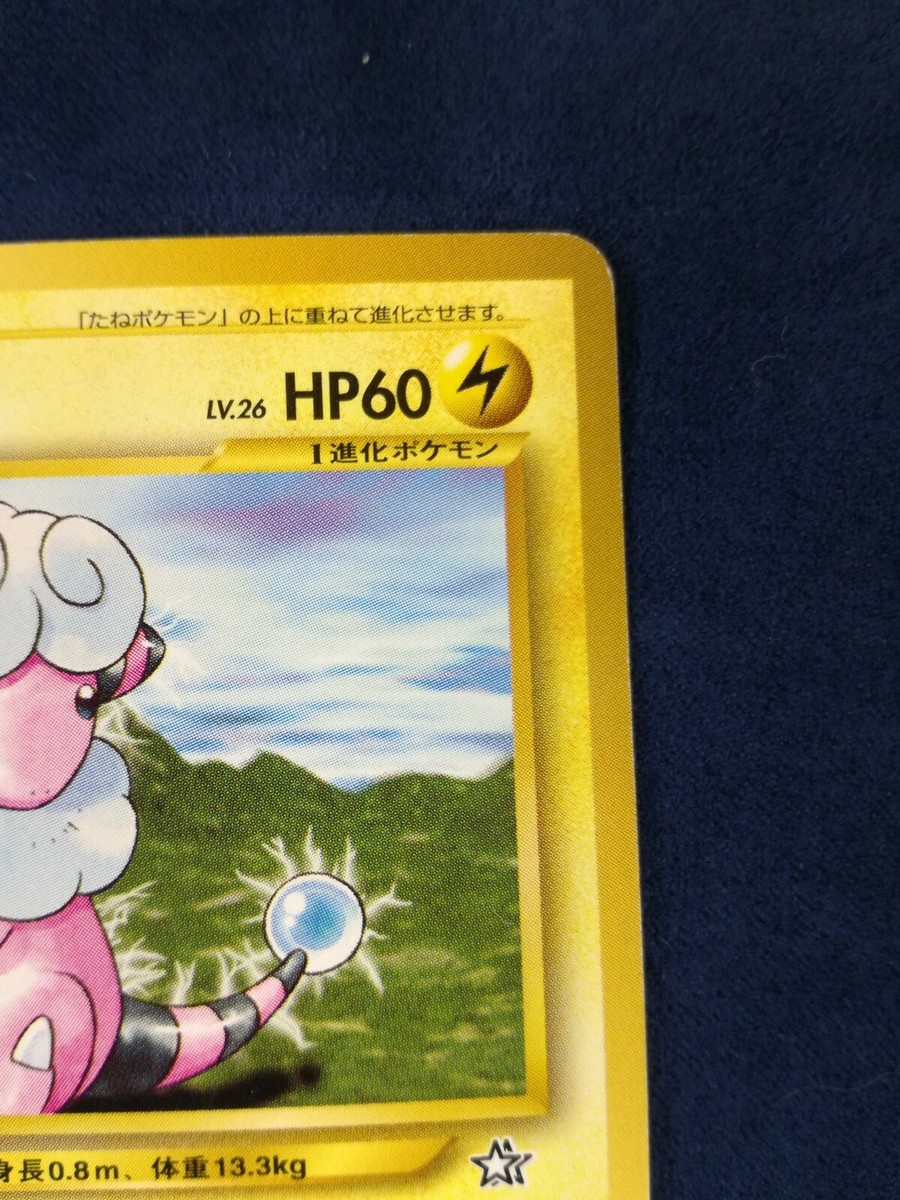 「たねポケモン」の上に重ねて進化させます。
LV.26 HP60
1進化ポケモン
身長0.8m、体重13.3kg